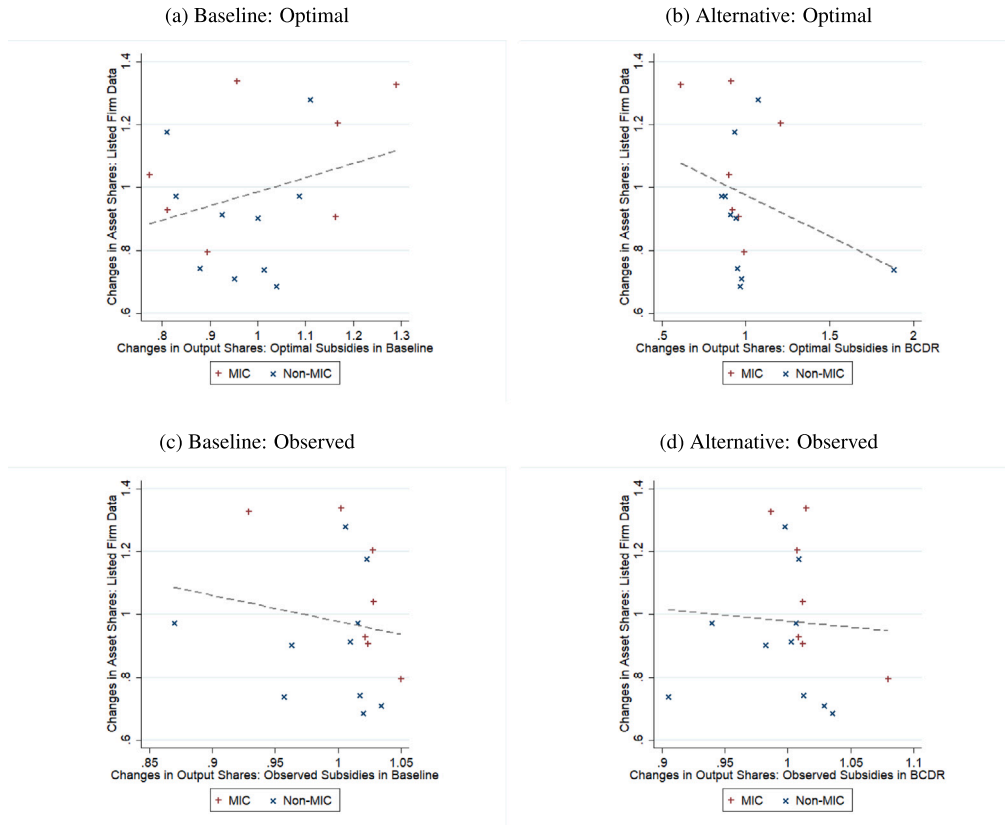 (a) Baseline: Optimal
Changes in Asset Shares: Listed Firm Data
1.4
1.2
1
.8
.6
.8 .9 1 1.1 1.2 1.3
Changes in Output Shares: Optimal Subsidies in Baseline
+ MIC × Non-MIC
(b) Alternative: Optimal
Changes in Asset Shares: Listed Firm Data
1.4
1.2
1
.8
.6
.5 1 1.5 2
Changes in Output Shares: Optimal Subsidies in BCDR
+ MIC × Non-MIC
(c) Baseline: Observed
Changes in Asset Shares: Listed Firm Data
1.4
1.2
1
.8
.6
.85 .9 .95 1 1.05
Changes in Output Shares: Observed Subsidies in Baseline
+ MIC × Non-MIC
(d) Alternative: Observed
Changes in Asset Shares: Listed Firm Data
1.4
1.2
1
.8
.6
.9 .95 1 1.05 1.1
Changes in Output Shares: Observed Subsidies in BCDR
+ MIC × Non-MIC